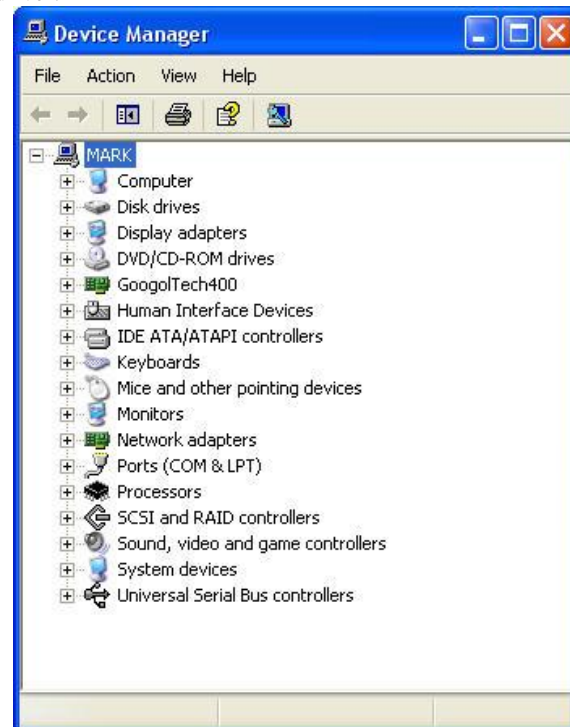 Device Manager
File Action View Help
MARK
Computer
Disk drives
Display adapters
DVD/CD-ROM drives
GoogolTech400
Human Interface Devices
IDE ATA/ATAPI controllers
Keyboards
Mice and other pointing devices
Monitors
Network adapters
Ports (COM & LPT)
Processors
SCSI and RAID controllers
Sound, video and game controllers
System devices
Universal Serial Bus controllers